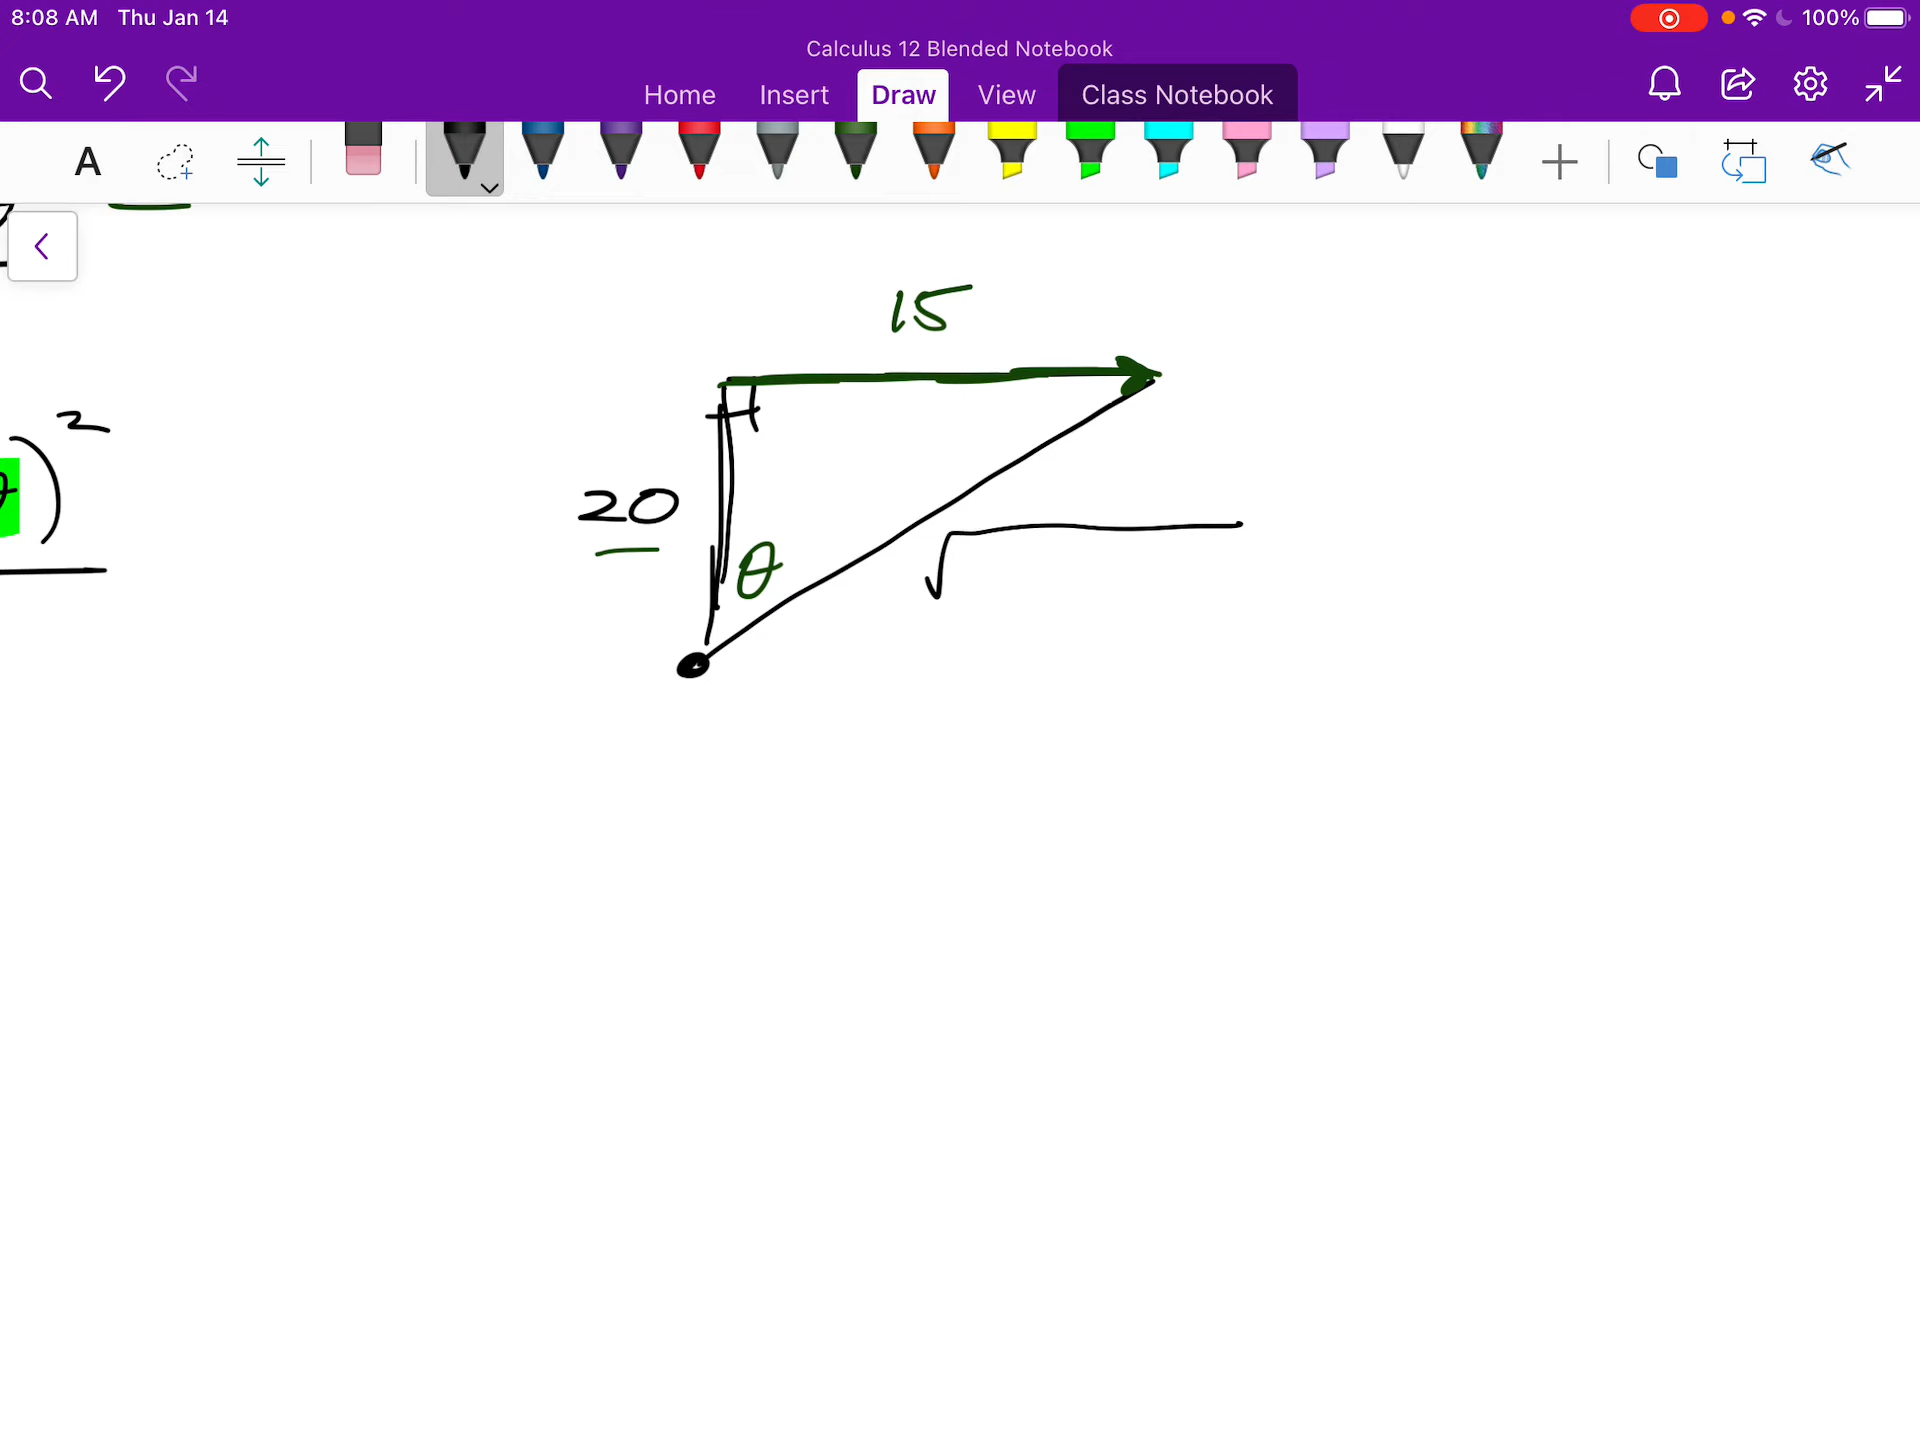 8:08 AM Thu Jan 14
100%
Calculus 12 Blended Notebook
Home Insert Draw View Class Notebook
A
15
)²
20
θ
√